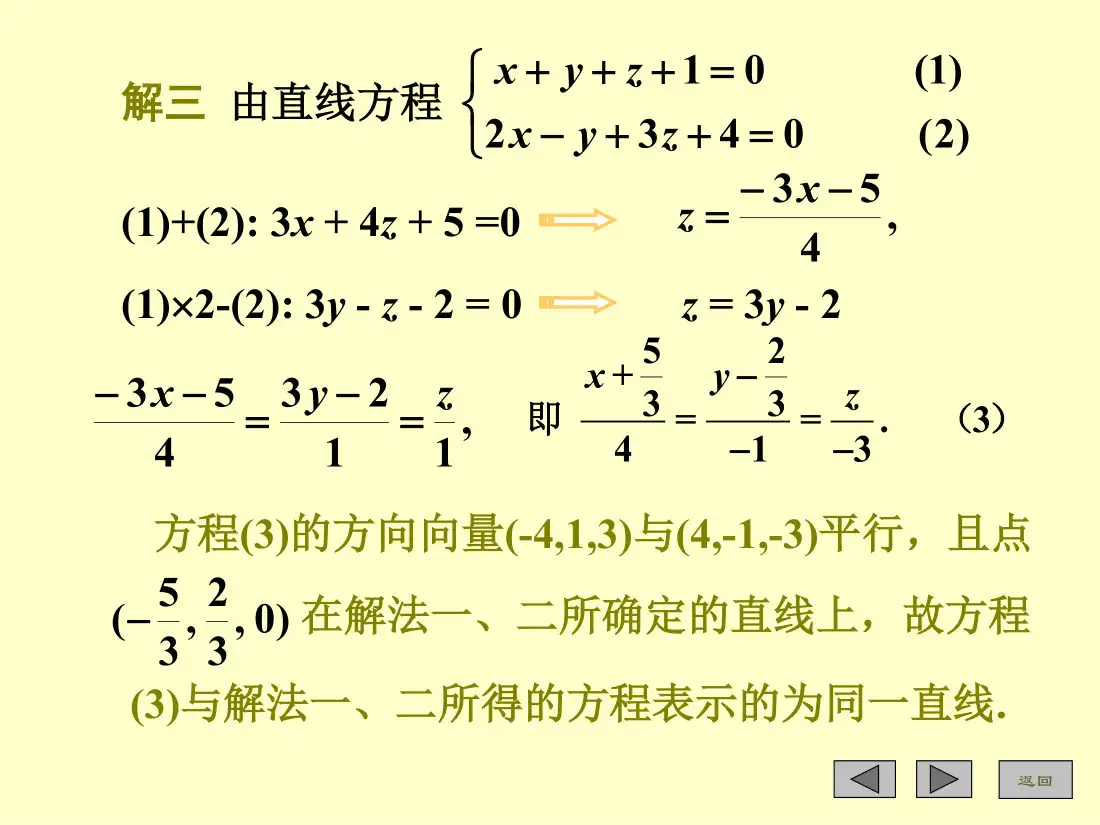 解三 由直线方程 { x + y + z + 1 = 0 (1)
2x − y + 3z + 4 = 0 (2)
(1)+(2): 3x + 4z + 5 =0 ⇒ z = (−3x − 5)/4 ,
(1)×2-(2): 3y - z - 2 = 0 ⇒ z = 3y - 2
(−3x − 5)/4 = (3y − 2)/1 = z/1 , 即 (x + 5/3)/4 = (y − 2/3)/−1 = z/−3 . （3）
方程(3)的方向向量(-4,1,3)与(4,-1,-3)平行，且点
(−5/3 , 2/3 , 0) 在解法一、二所确定的直线上，故方程
(3)与解法一、二所得的方程表示的为同一直线.
返回